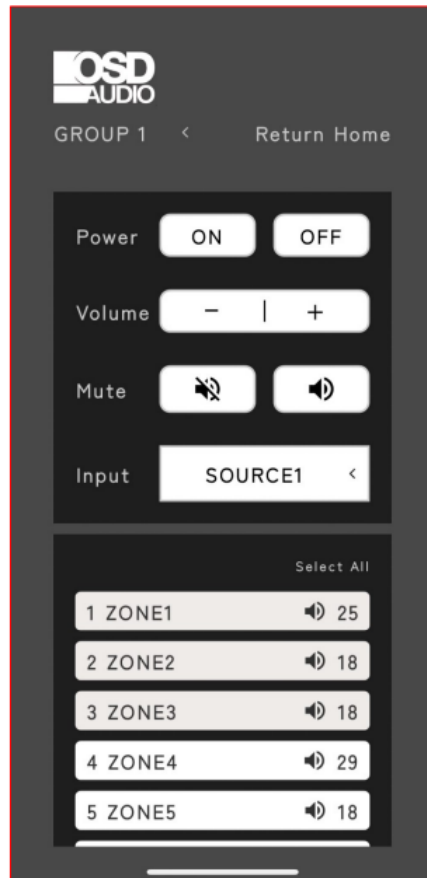 OSD
AUDIO
GROUP 1 < Return Home
Power ON OFF
Volume − | +
Mute
Input SOURCE1 <
Select All
1 ZONE1 25
2 ZONE2 18
3 ZONE3 18
4 ZONE4 29
5 ZONE5 18